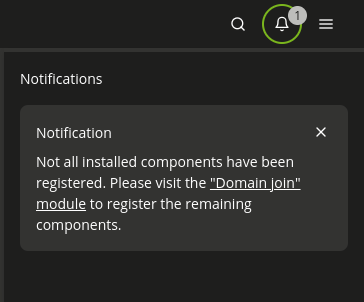 1
Notifications
Notification
Not all installed components have been
registered. Please visit the "Domain join"
module to register the remaining
components.